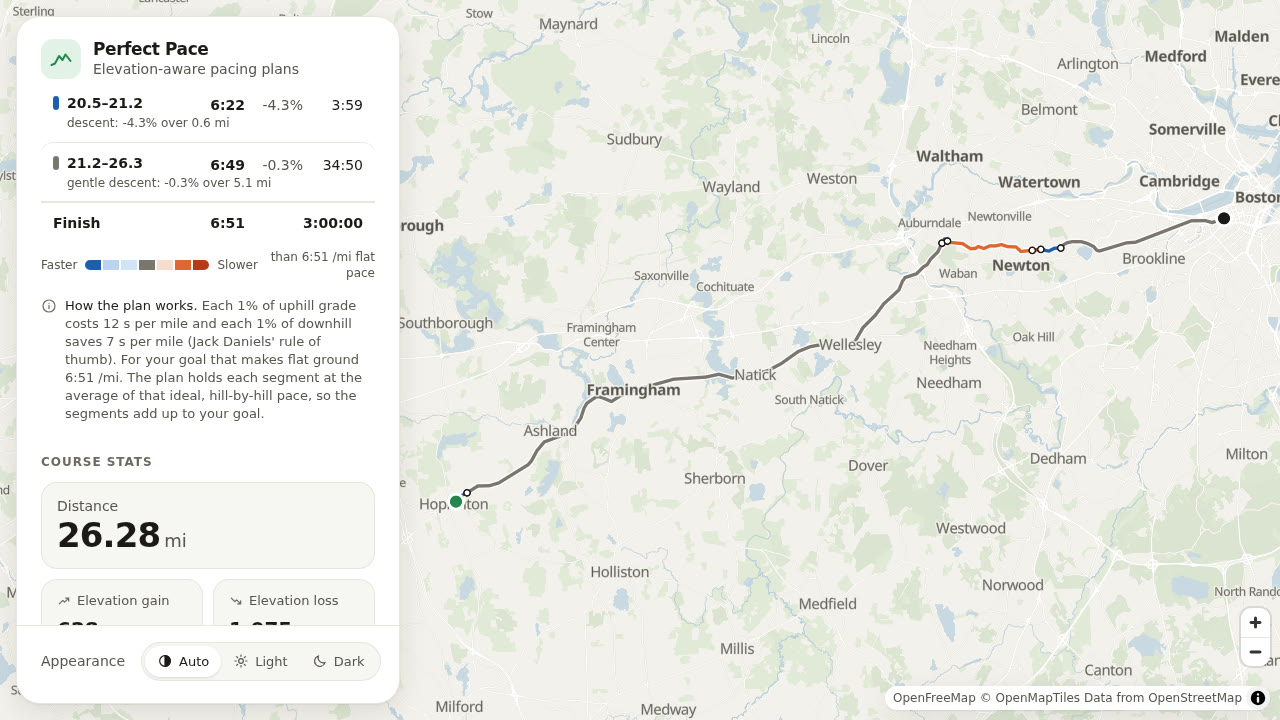 Perfect Pace
Elevation-aware pacing plans
20.5–21.2 6:22 -4.3% 3:59
descent: -4.3% over 0.6 mi
21.2–26.3 6:49 -0.3% 34:50
gentle descent: -0.3% over 5.1 mi
Finish 6:51 3:00:00
Faster Slower than 6:51 /mi flat
pace
How the plan works. Each 1% of uphill grade
costs 12 s per mile and each 1% of downhill
saves 7 s per mile (Jack Daniels' rule of
thumb). For your goal that makes flat ground
6:51 /mi. The plan holds each segment at the
average of that ideal, hill-by-hill pace, so the
segments add up to your goal.
COURSE STATS
Distance
26.28 mi
Elevation gain
Elevation loss
Appearance Auto Light Dark
Sterling
Stow
Maynard
Lincoln
Malden
Medford
Arlington
Belmont
Somerville
Sudbury
Waltham
Watertown
Cambridge
Boston
Weston
Wayland
Auburndale
Newtonville
Newton
Waban
Brookline
Saxonville
Cochituate
Southborough
Framingham
Center
Wellesley
Needham
Heights
Oak Hill
Natick
Needham
Framingham
South Natick
Ashland
Sherborn
Dover
Dedham
Milton
Westwood
Holliston
Medfield
Norwood
Millis
Canton
Milford
Medway
OpenFreeMap © OpenMapTiles Data from OpenStreetMap